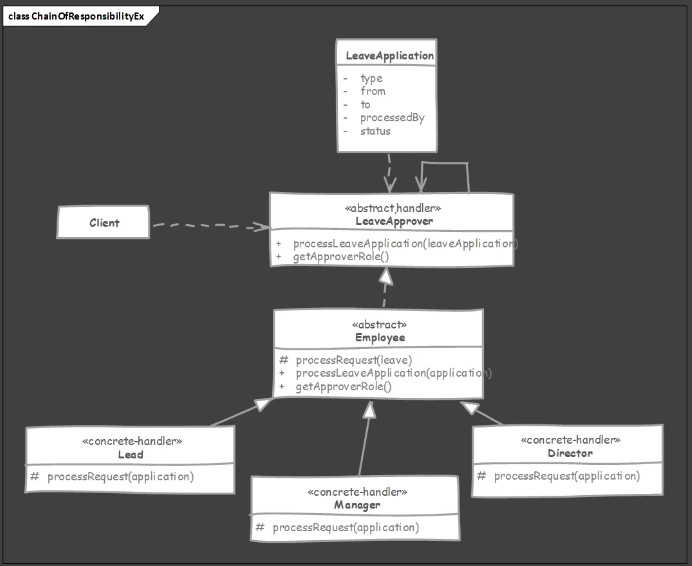 class ChainOfResponsibilityEx
LeaveApplication
- type
- from
- to
- processedBy
- status
«abstract,handler»
LeaveApprover
+ processLeaveApplication(leaveApplication)
+ getApproverRole()
Client
«abstract»
Employee
# processRequest(leave)
+ processLeaveApplication(application)
+ getApproverRole()
«concrete-handler»
Lead
# processRequest(application)
«concrete-handler»
Manager
# processRequest(application)
«concrete-handler»
Director
# processRequest(application)